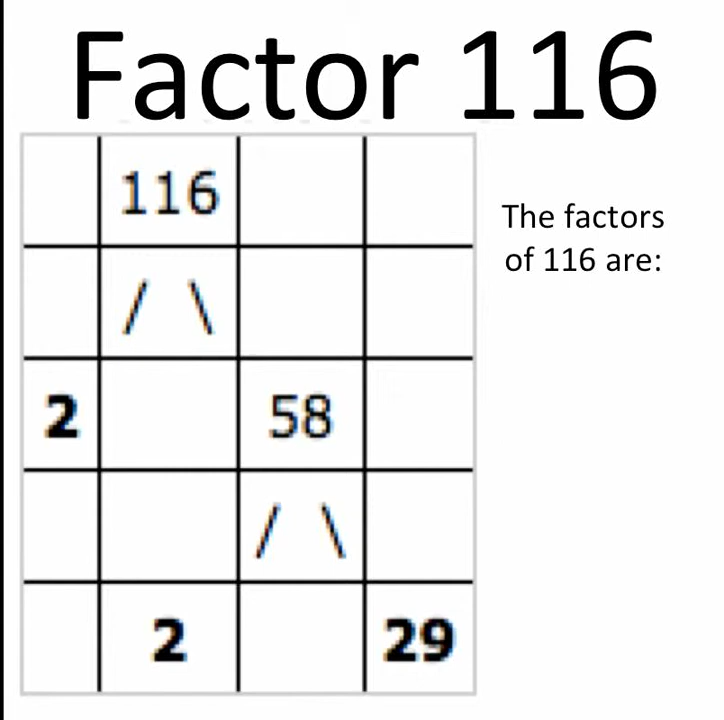 Factor 116
116
The factors
of 116 are:
/ \
2 58
/ \
2 29